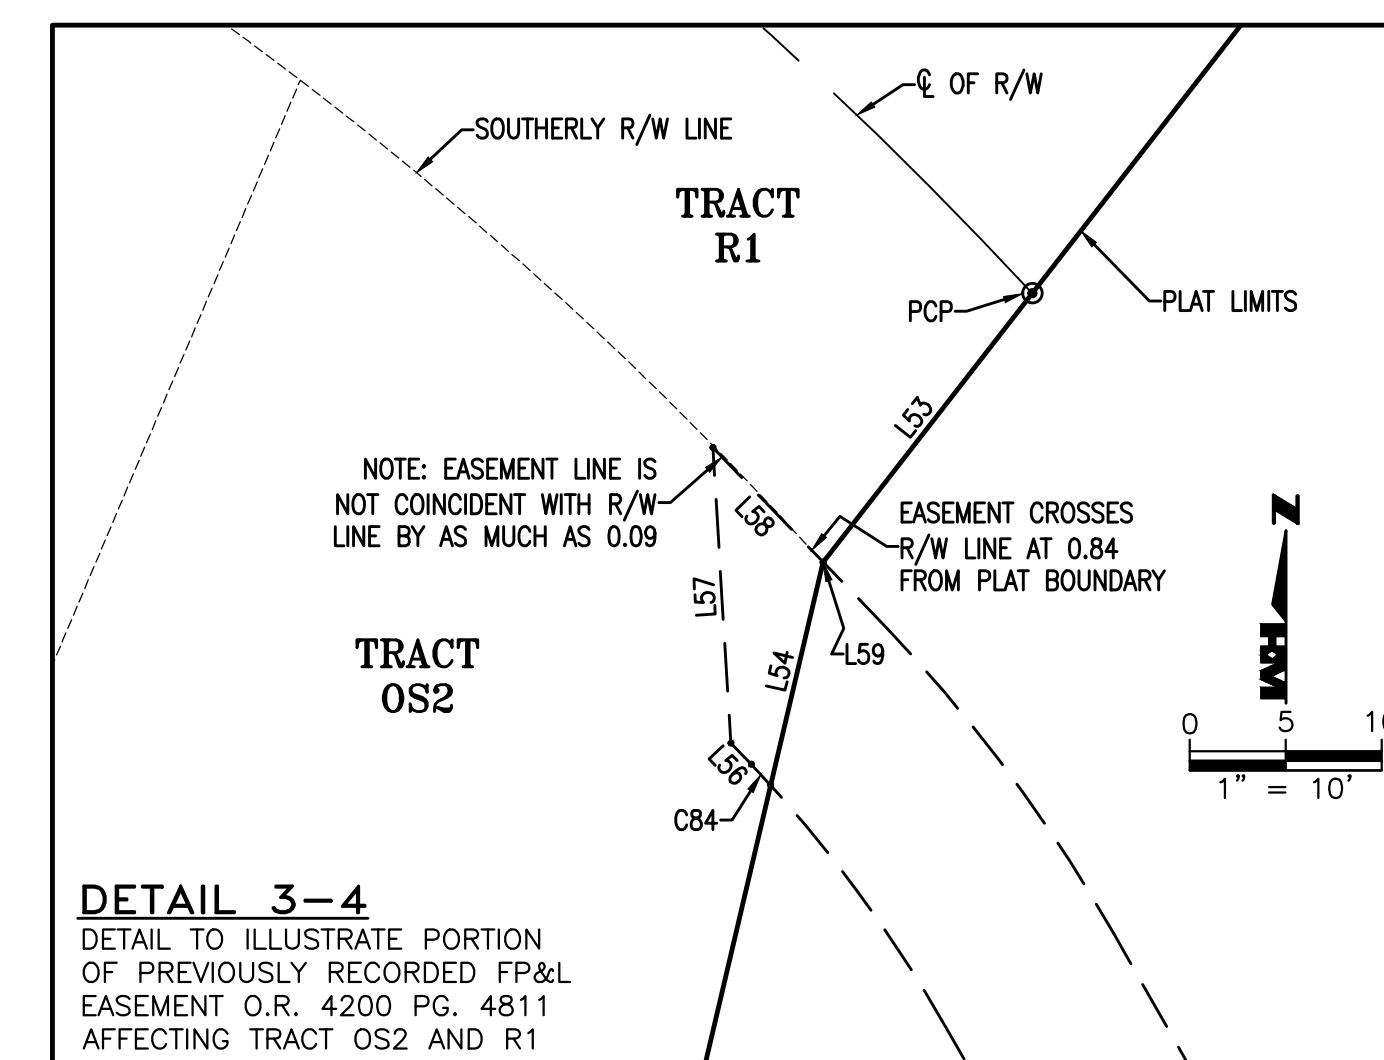 ℄ OF R/W
SOUTHERLY R/W LINE
TRACT
R1
PCP
PLAT LIMITS
L53
NOTE: EASEMENT LINE IS
NOT COINCIDENT WITH R/W
LINE BY AS MUCH AS 0.09
L58
EASEMENT CROSSES
R/W LINE AT 0.84
FROM PLAT BOUNDARY
N
L57
L59
L54
TRACT
OS2
HM
0 5
L56
1" = 10'
C84
DETAIL 3-4
DETAIL TO ILLUSTRATE PORTION
OF PREVIOUSLY RECORDED FP&L
EASEMENT O.R. 4200 PG. 4811
AFFECTING TRACT OS2 AND R1